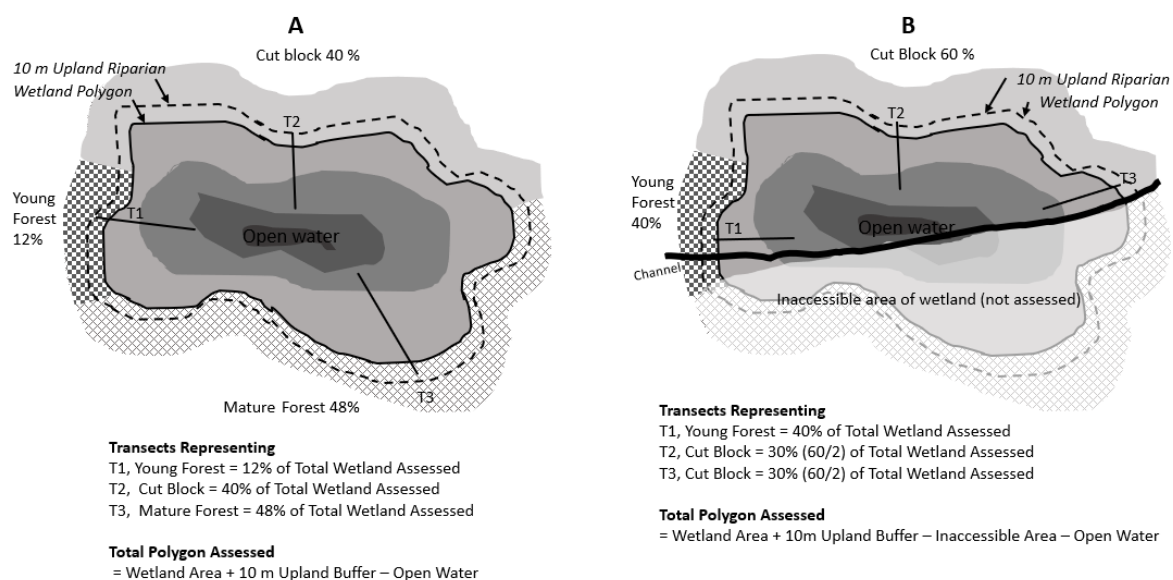 A
Cut block 40 %
10 m Upland Riparian
Wetland Polygon
T2
Young
Forest
12%
T1
Open water
T3
Mature Forest 48%
Transects Representing
T1, Young Forest = 12% of Total Wetland Assessed
T2, Cut Block = 40% of Total Wetland Assessed
T3, Mature Forest = 48% of Total Wetland Assessed
Total Polygon Assessed
= Wetland Area + 10 m Upland Buffer – Open Water
B
Cut Block 60 %
10 m Upland Riparian
Wetland Polygon
T2
T3
Young
Forest
40%
T1
Open water
Channel
Inaccessible area of wetland (not assessed)
Transects Representing
T1, Young Forest = 40% of Total Wetland Assessed
T2, Cut Block = 30% (60/2) of Total Wetland Assessed
T3, Cut Block = 30% (60/2) of Total Wetland Assessed
Total Polygon Assessed
= Wetland Area + 10m Upland Buffer – Inaccessible Area – Open Water